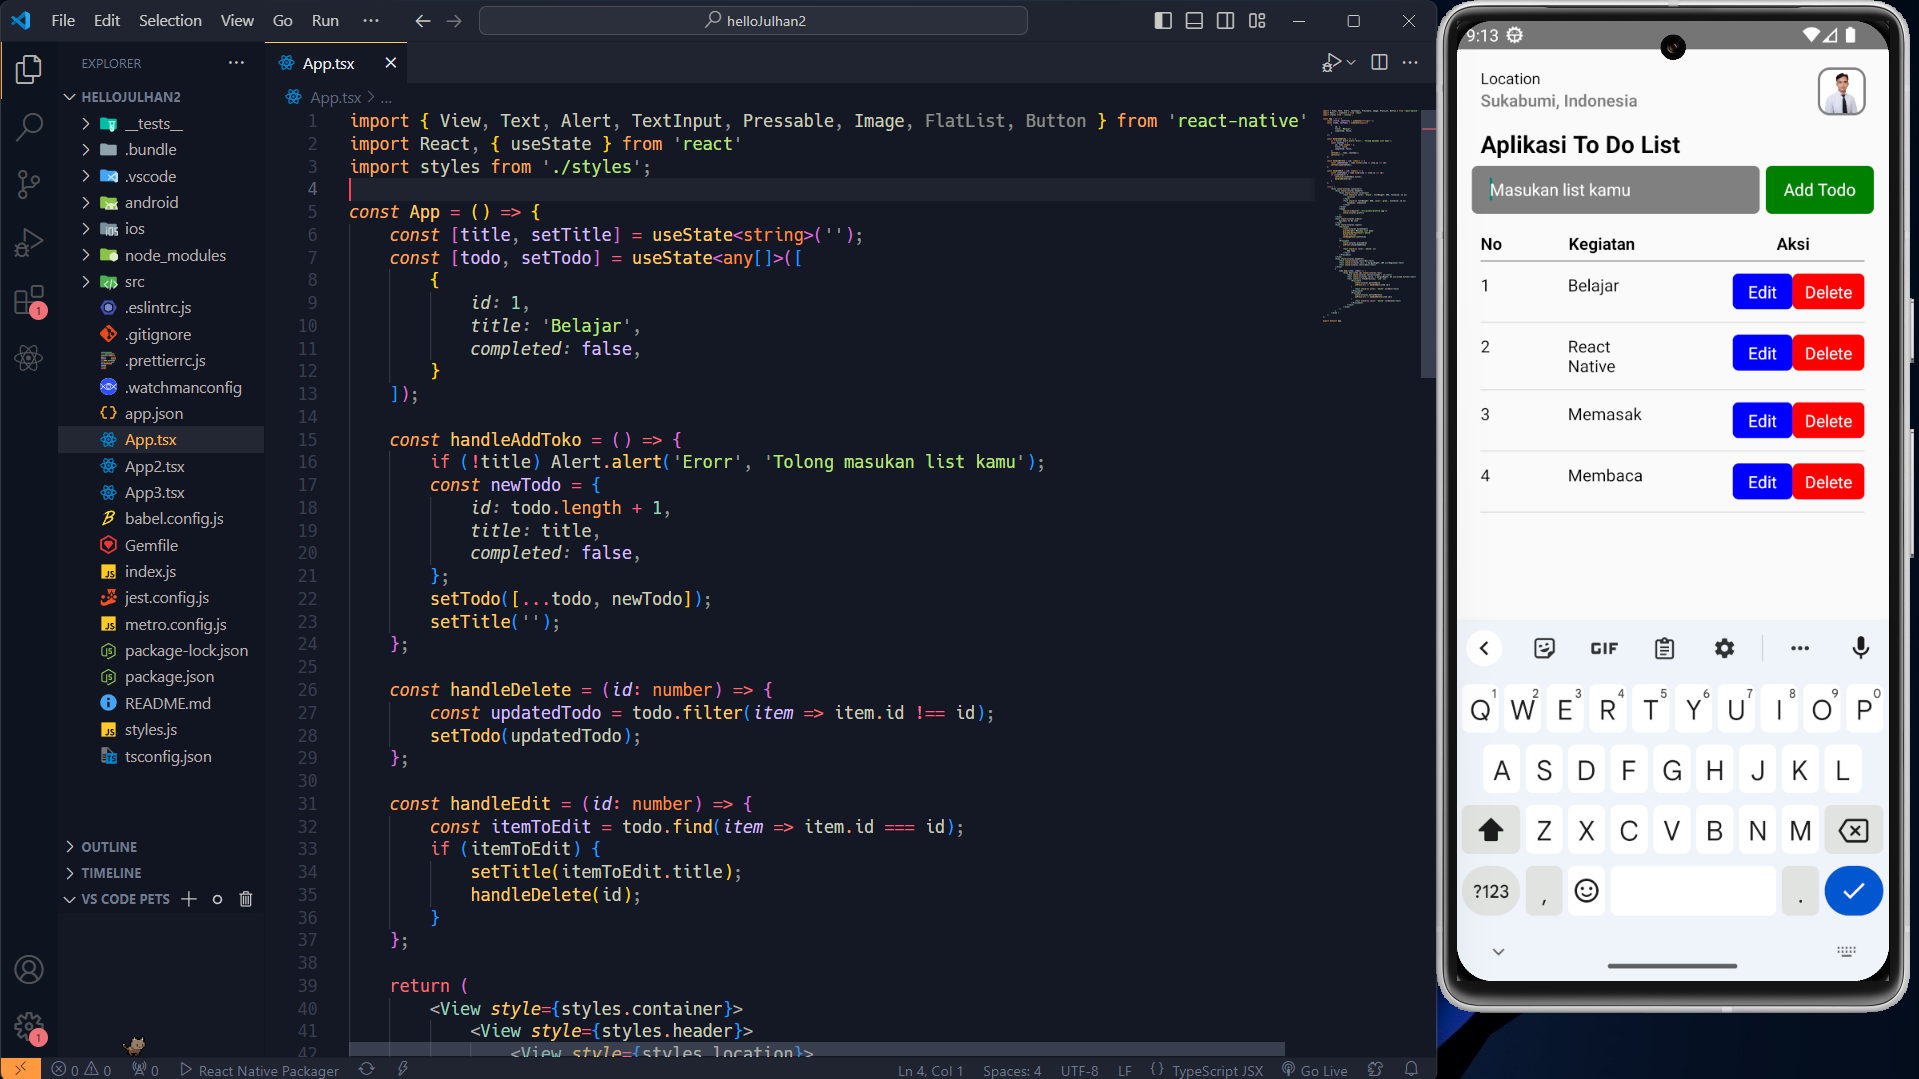 File Edit Selection View Go Run ···
helloJulhan2
EXPLORER
HELLOJULHAN2
__tests__
.bundle
.vscode
android
ios
node_modules
src
.eslintrc.js
.gitignore
.prettierrc.js
.watchmanconfig
app.json
App.tsx
App2.tsx
App3.tsx
babel.config.js
Gemfile
index.js
jest.config.js
metro.config.js
package-lock.json
package.json
README.md
styles.js
tsconfig.json
OUTLINE
TIMELINE
VS CODE PETS
1
1
App.tsx
App.tsx > ...
1 import { View, Text, Alert, TextInput, Pressable, Image, FlatList, Button } from 'react-native'
2 import React, { useState } from 'react'
3 import styles from './styles';
4
5 const App = () => {
6 const [title, setTitle] = useState<string>('');
7 const [todo, setTodo] = useState<any[]>([
8 {
9 id: 1,
10 title: 'Belajar',
11 completed: false,
12 }
13 ]);
14
15 const handleAddToko = () => {
16 if (!title) Alert.alert('Erorr', 'Tolong masukan list kamu');
17 const newTodo = {
18 id: todo.length + 1,
19 title: title,
20 completed: false,
21 };
22 setTodo([...todo, newTodo]);
23 setTitle('');
24 };
25
26 const handleDelete = (id: number) => {
27 const updatedTodo = todo.filter(item => item.id !== id);
28 setTodo(updatedTodo);
29 };
30
31 const handleEdit = (id: number) => {
32 const itemToEdit = todo.find(item => item.id === id);
33 if (itemToEdit) {
34 setTitle(itemToEdit.title);
35 handleDelete(id);
36 }
37 };
38
39 return (
40 <View style={styles.container}>
41 <View style={styles.header}>
42 <View style={styles.location}>
0 0 0 React Native Packager Ln 4, Col 1 Spaces: 4 UTF-8 LF {} TypeScript JSX Go Live
9:13
Location
Sukabumi, Indonesia
Aplikasi To Do List
Masukan list kamu Add Todo
No Kegiatan Aksi
1 Belajar Edit Delete
2 React Native Edit Delete
3 Memasak Edit Delete
4 Membaca Edit Delete
GIF
Q1 W2 E3 R4 T5 Y6 U7 I8 O9 P0
A S D F G H J K L
Z X C V B N M
?123 , .